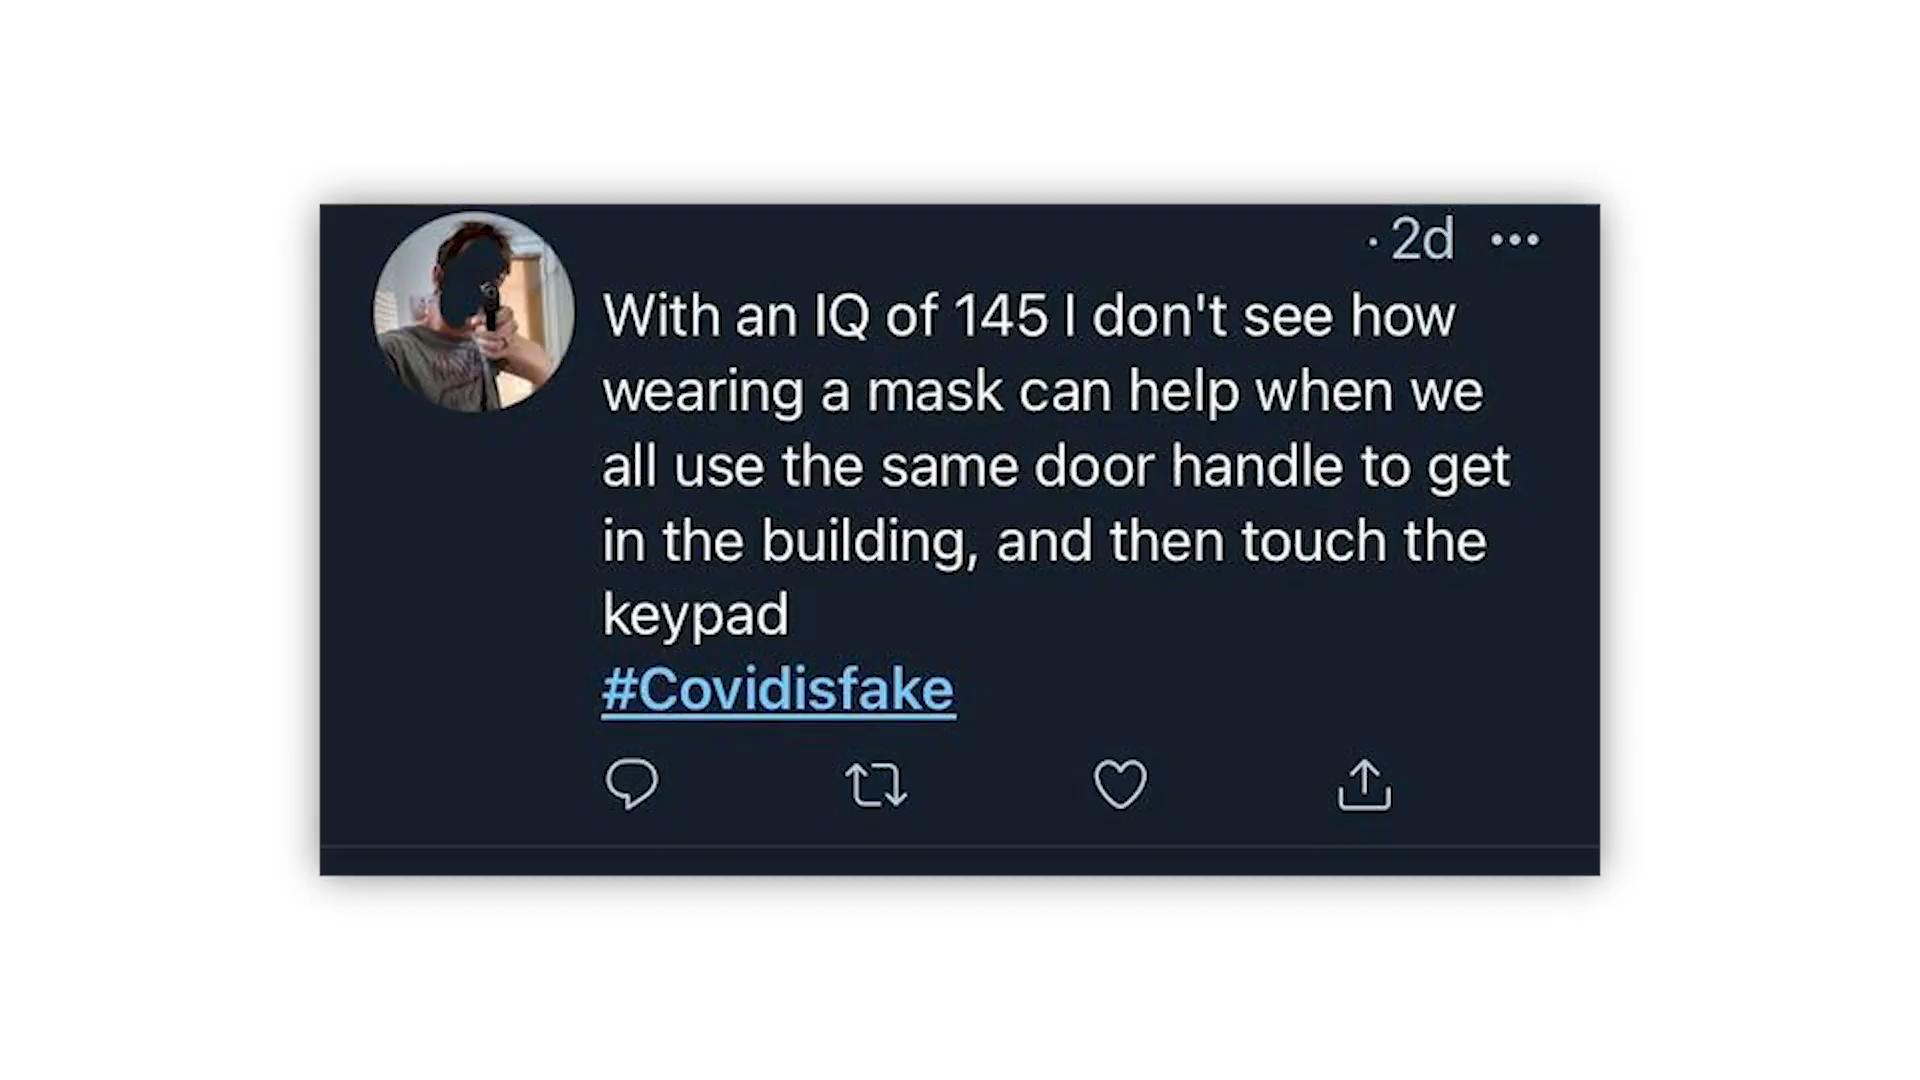 · 2d ...
With an IQ of 145 I don't see how
wearing a mask can help when we
all use the same door handle to get
in the building, and then touch the
keypad
#Covidisfake